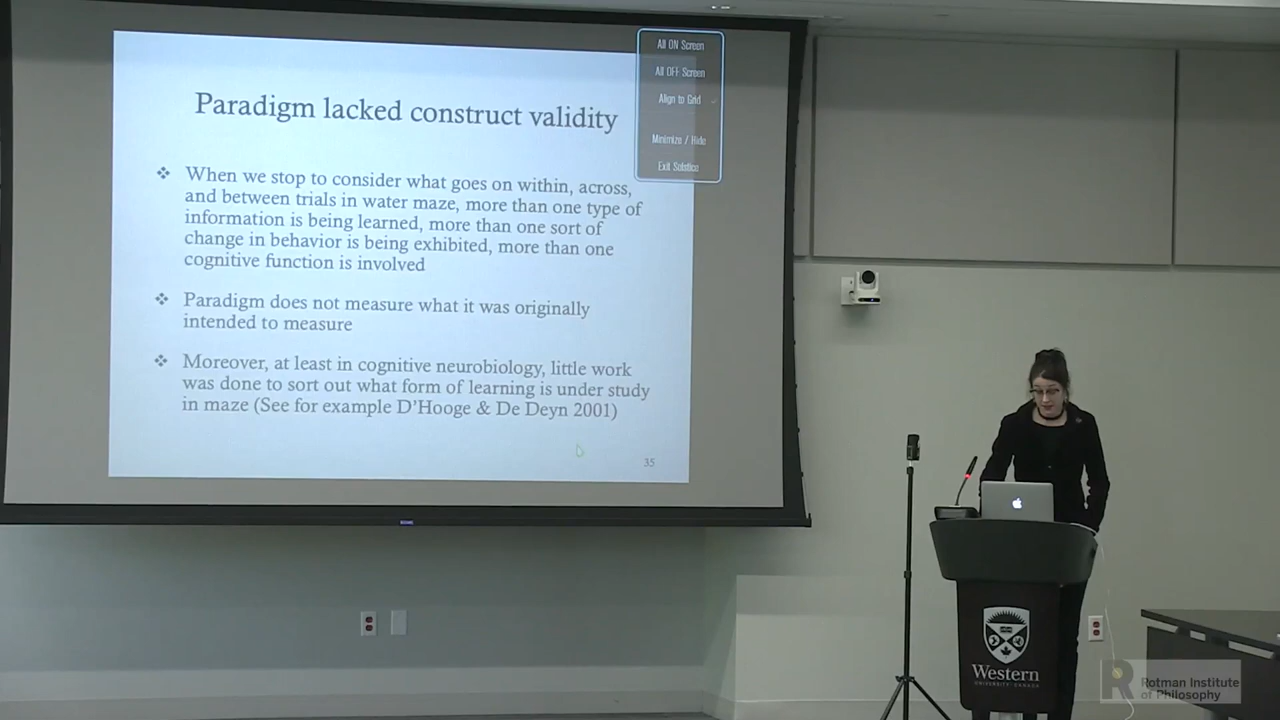 Paradigm lacked construct validity
❖ When we stop to consider what goes on within, across,
and between trials in water maze, more than one type of
information is being learned, more than one sort of
change in behavior is being exhibited, more than one
cognitive function is involved
❖ Paradigm does not measure what it was originally
intended to measure
❖ Moreover, at least in cognitive neurobiology, little work
was done to sort out what form of learning is under study
in maze (See for example D'Hooge & De Deyn 2001)
35
All ON Screen
All OFF Screen
Align to Grid
Minimize / Hide
Exit Solstice
Western
UNIVERSITY · CANADA
R
Rotman Institute
of Philosophy